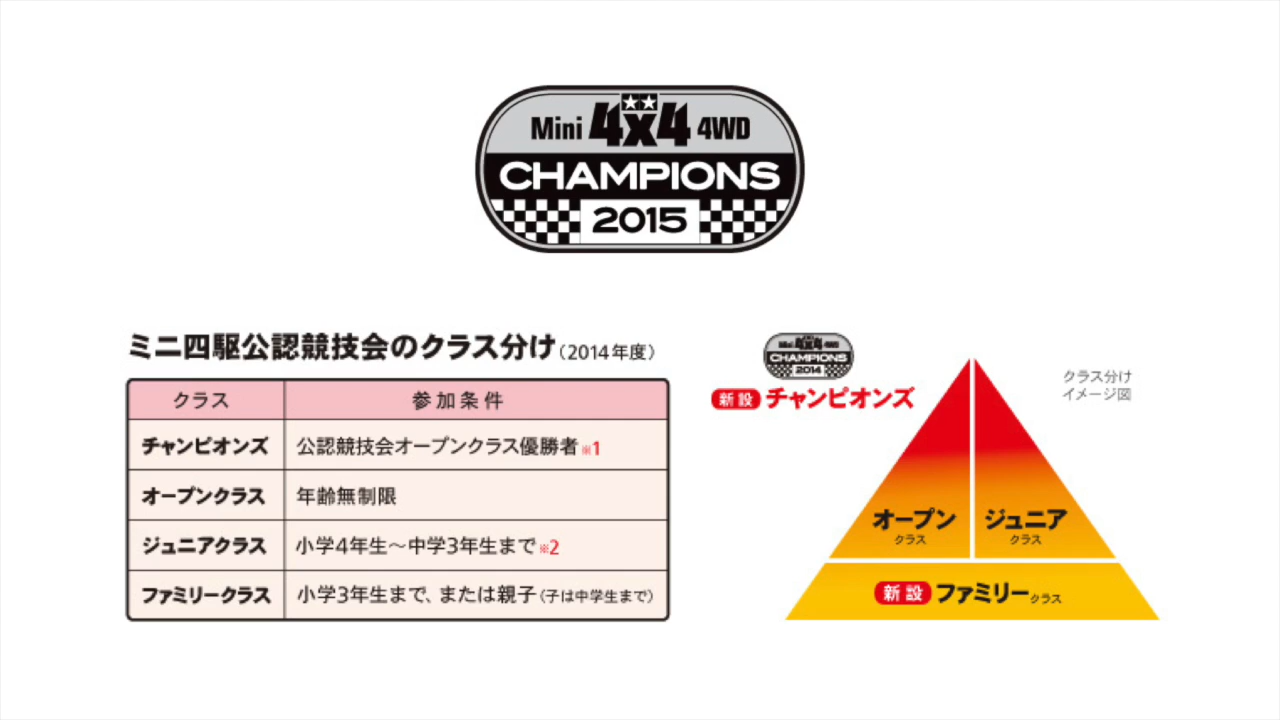 Mini 4x4 4WD
CHAMPIONS
2015
ミニ四駆公認競技会のクラス分け(2014年度)
クラス 参加条件
チャンピオンズ 公認競技会オープンクラス優勝者※1
オープンクラス 年齢無制限
ジュニアクラス 小学4年生～中学3年生まで※2
ファミリークラス 小学3年生まで、または親子(子は中学生まで)
Mini 4x4 4WD
CHAMPIONS
2014
新設 チャンピオンズ
クラス分け
イメージ図
オープン
クラス
ジュニア
クラス
新設 ファミリークラス